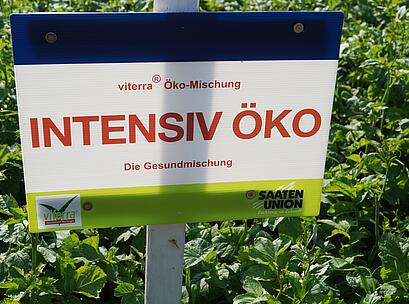 viterra® Öko-Mischung
INTENSIV ÖKO
Die Gesundmischung
viterra
SAATEN
UNION